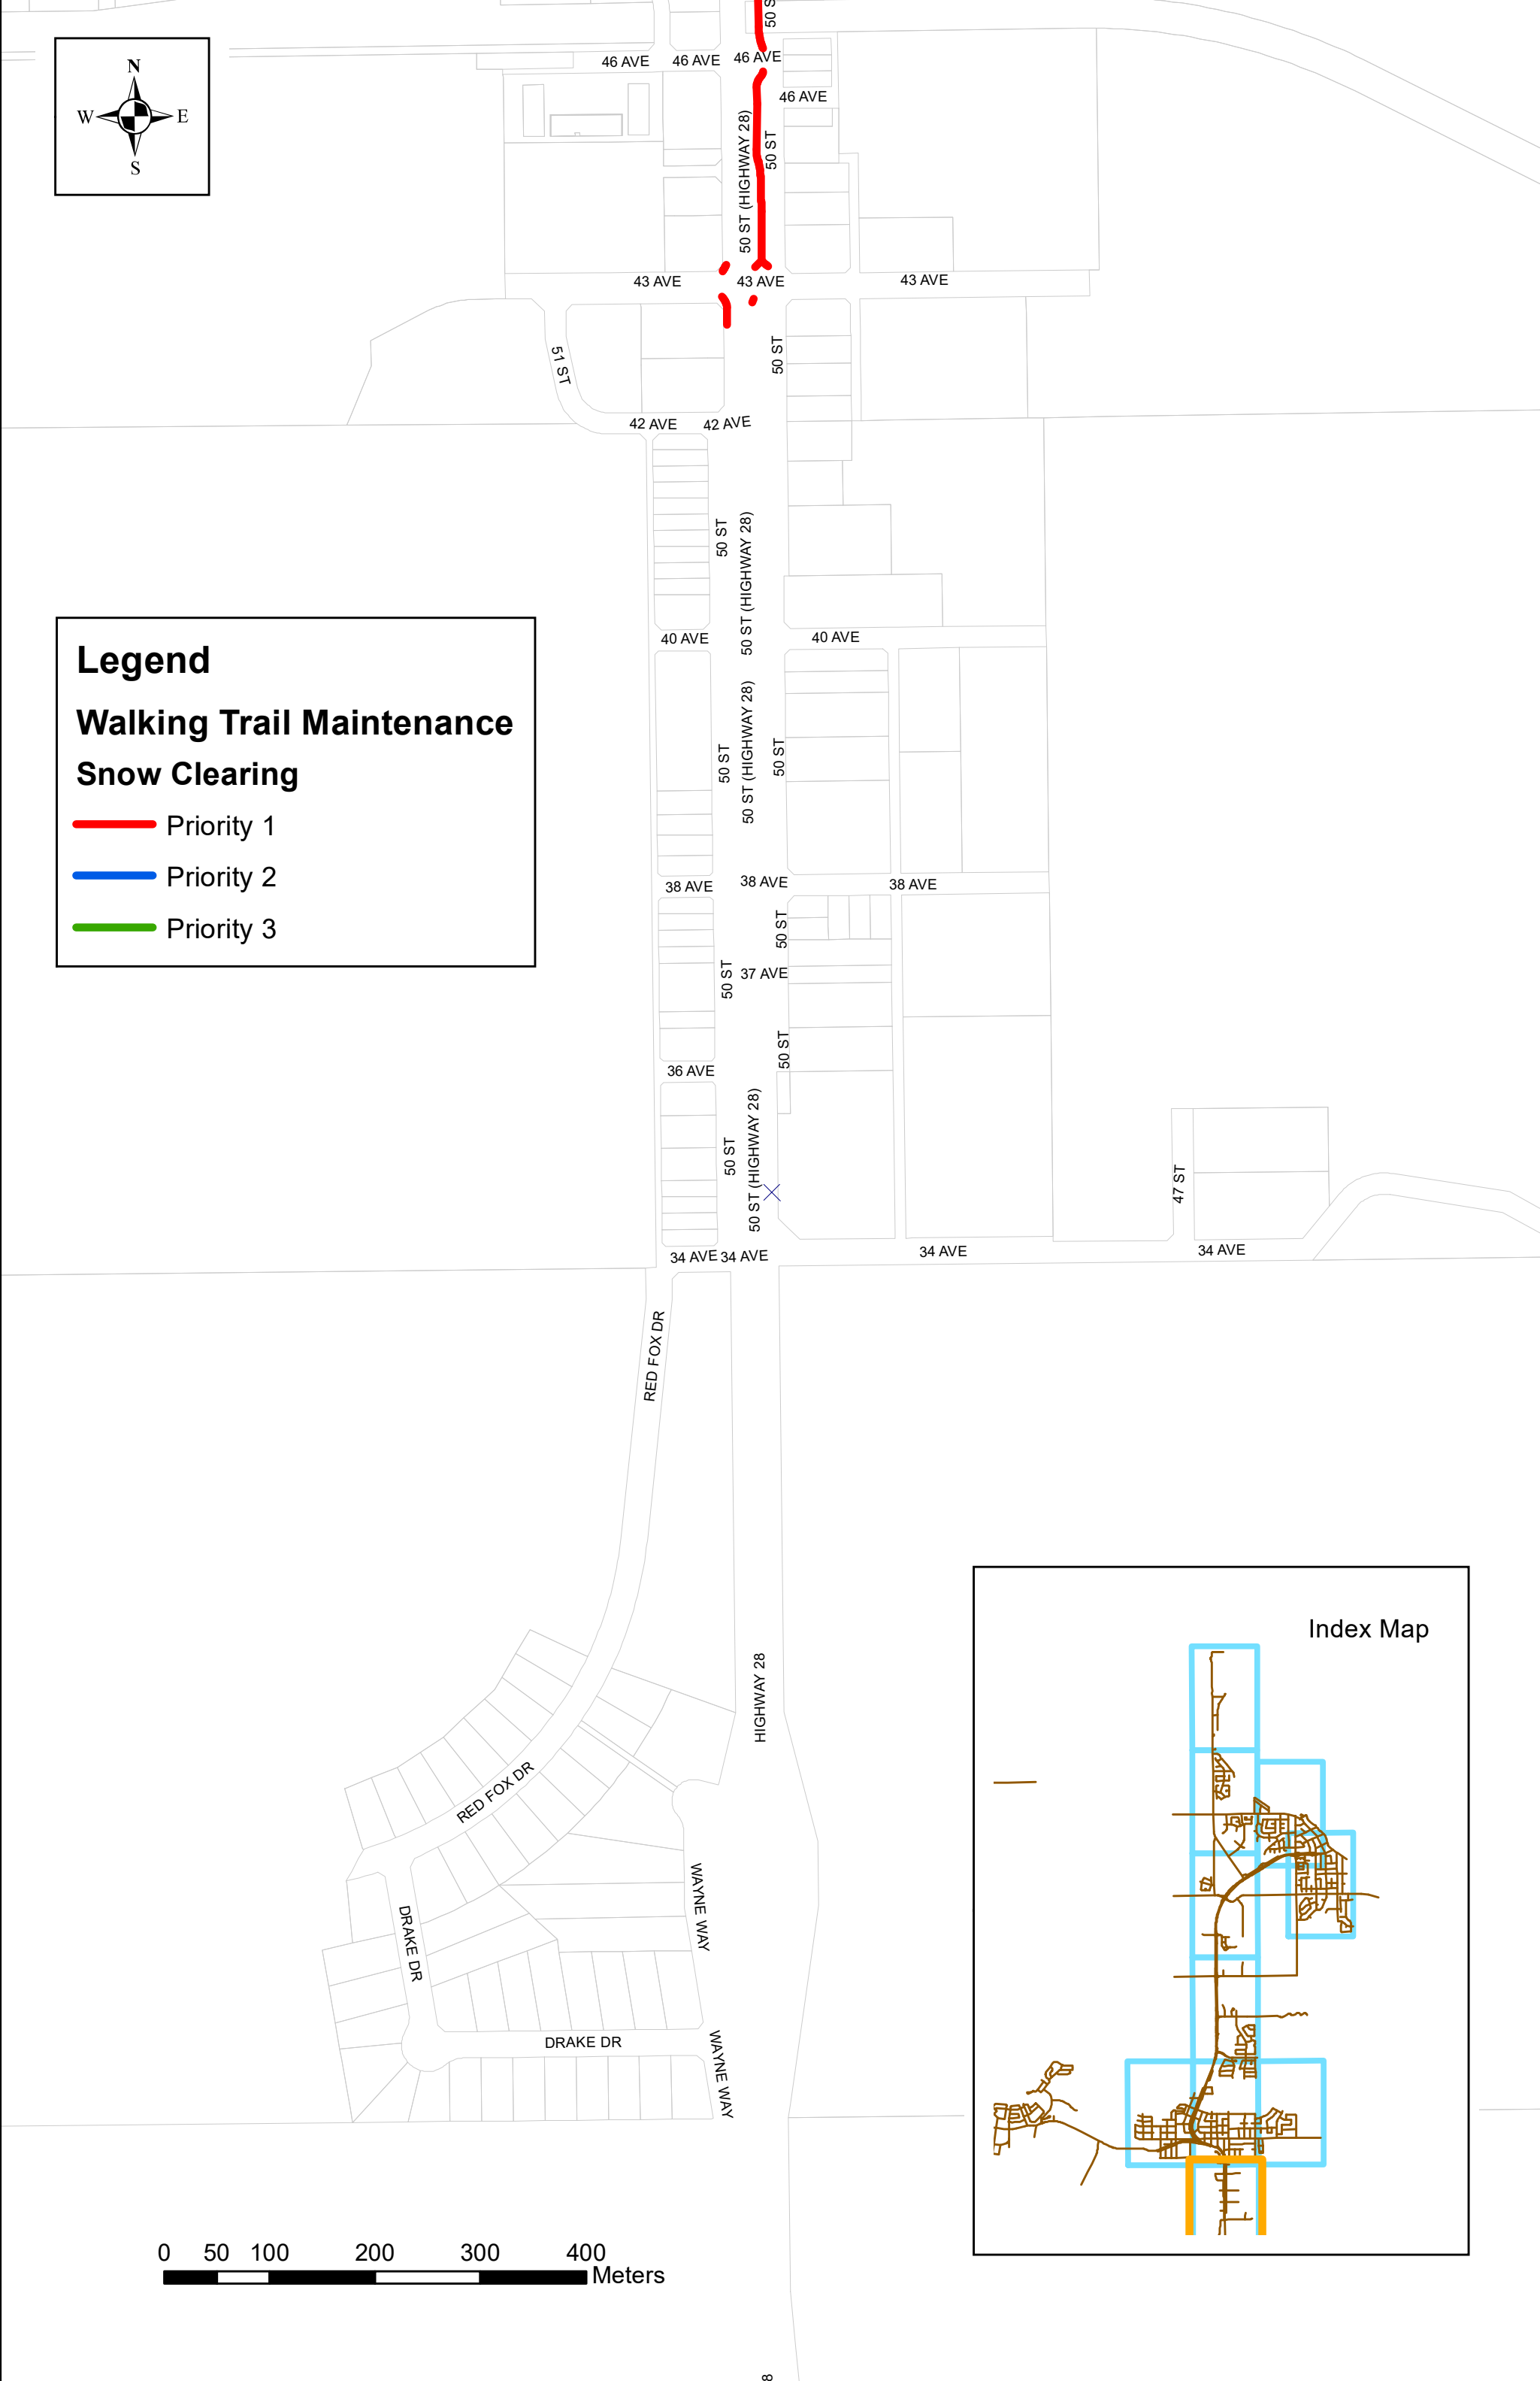 50 S
46 AVE
46 AVE
46 AVE
46 AVE
N
W
E
S
50 ST (HIGHWAY 28)
50 ST
43 AVE
43 AVE
43 AVE
51 ST
50 ST
42 AVE
42 AVE
50 ST
50 ST (HIGHWAY 28)
40 AVE
40 AVE
Legend
Walking Trail Maintenance
Snow Clearing
Priority 1
Priority 2
Priority 3
50 ST
50 ST (HIGHWAY 28)
50 ST
38 AVE
38 AVE
38 AVE
50 ST
50 ST
37 AVE
50 ST
36 AVE
50 ST
50 ST (HIGHWAY 28)
47 ST
34 AVE
34 AVE
34 AVE
34 AVE
RED FOX DR
Index Map
HIGHWAY 28
RED FOX DR
WAYNE WAY
DRAKE DR
DRAKE DR
WAYNE WAY
0 50 100 200 300 400
Meters
8